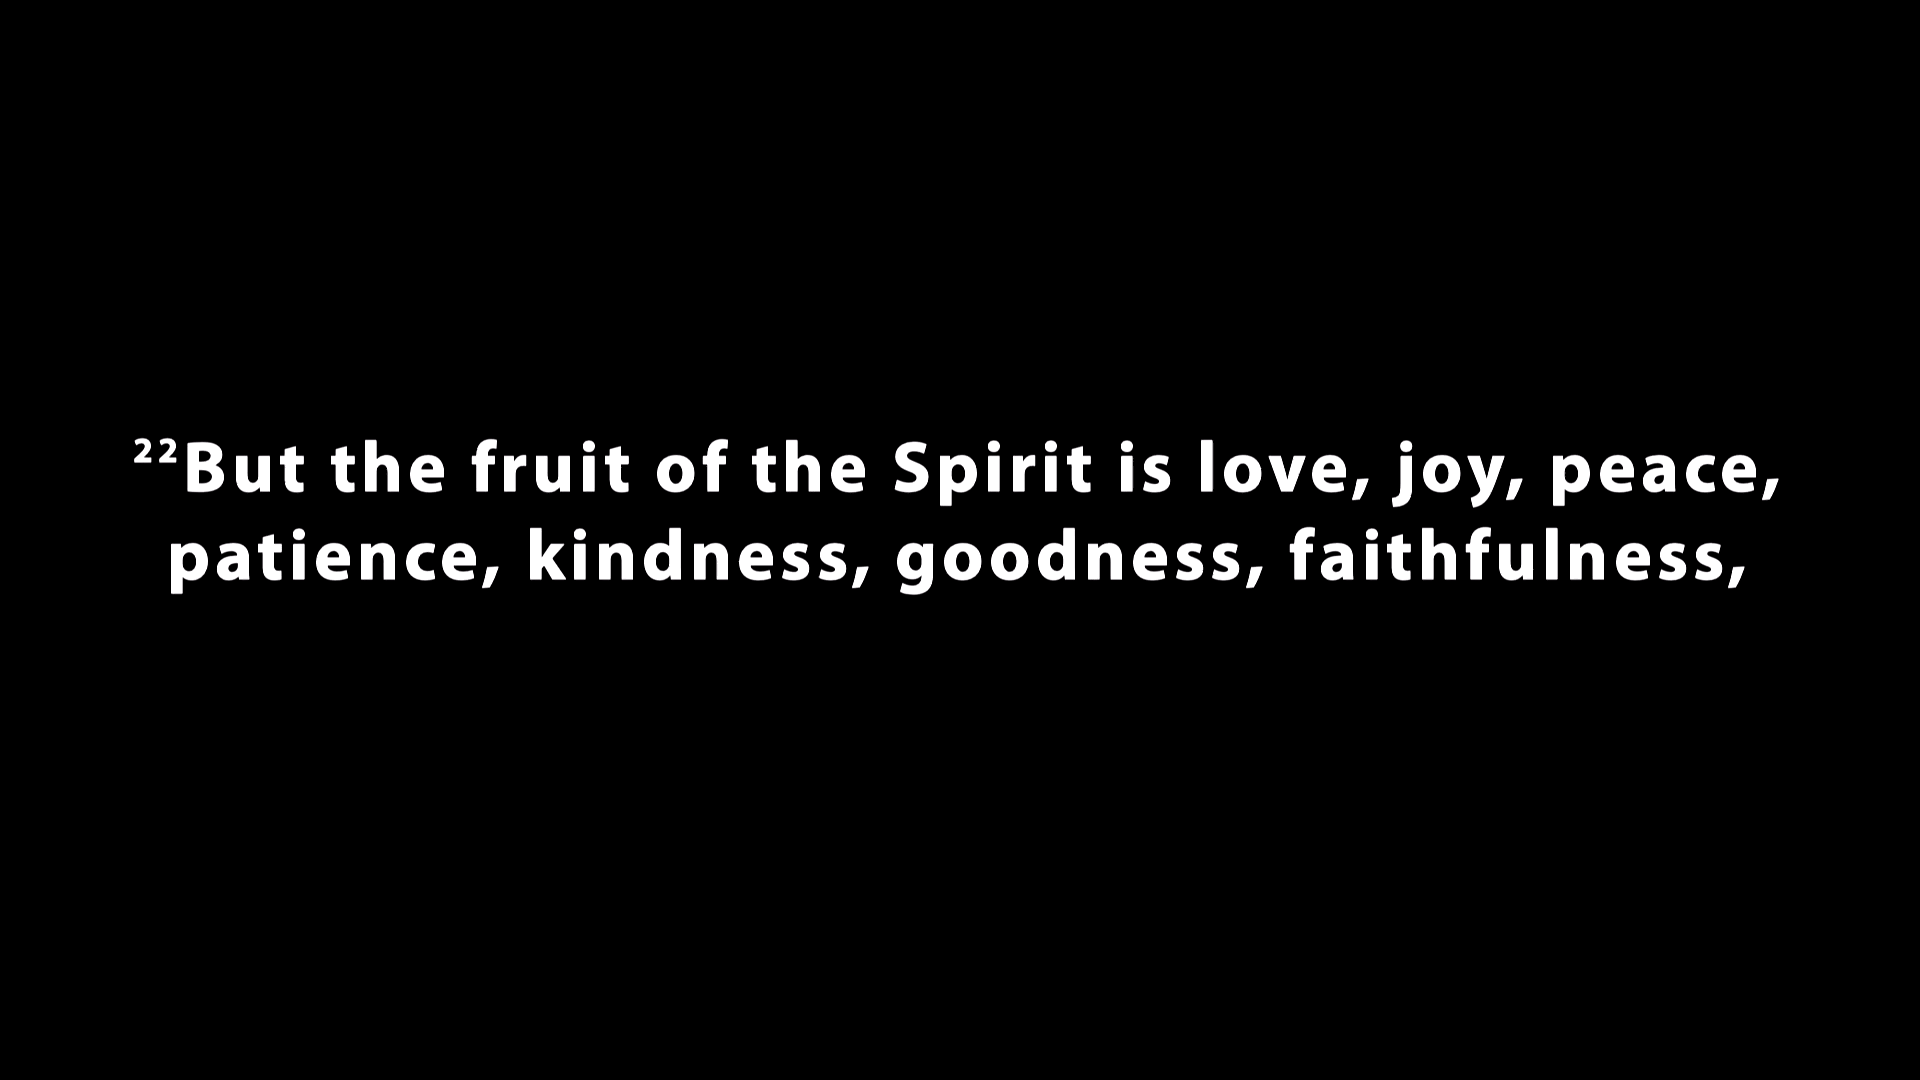 ²²But the fruit of the Spirit is love, joy, peace,
patience, kindness, goodness, faithfulness,